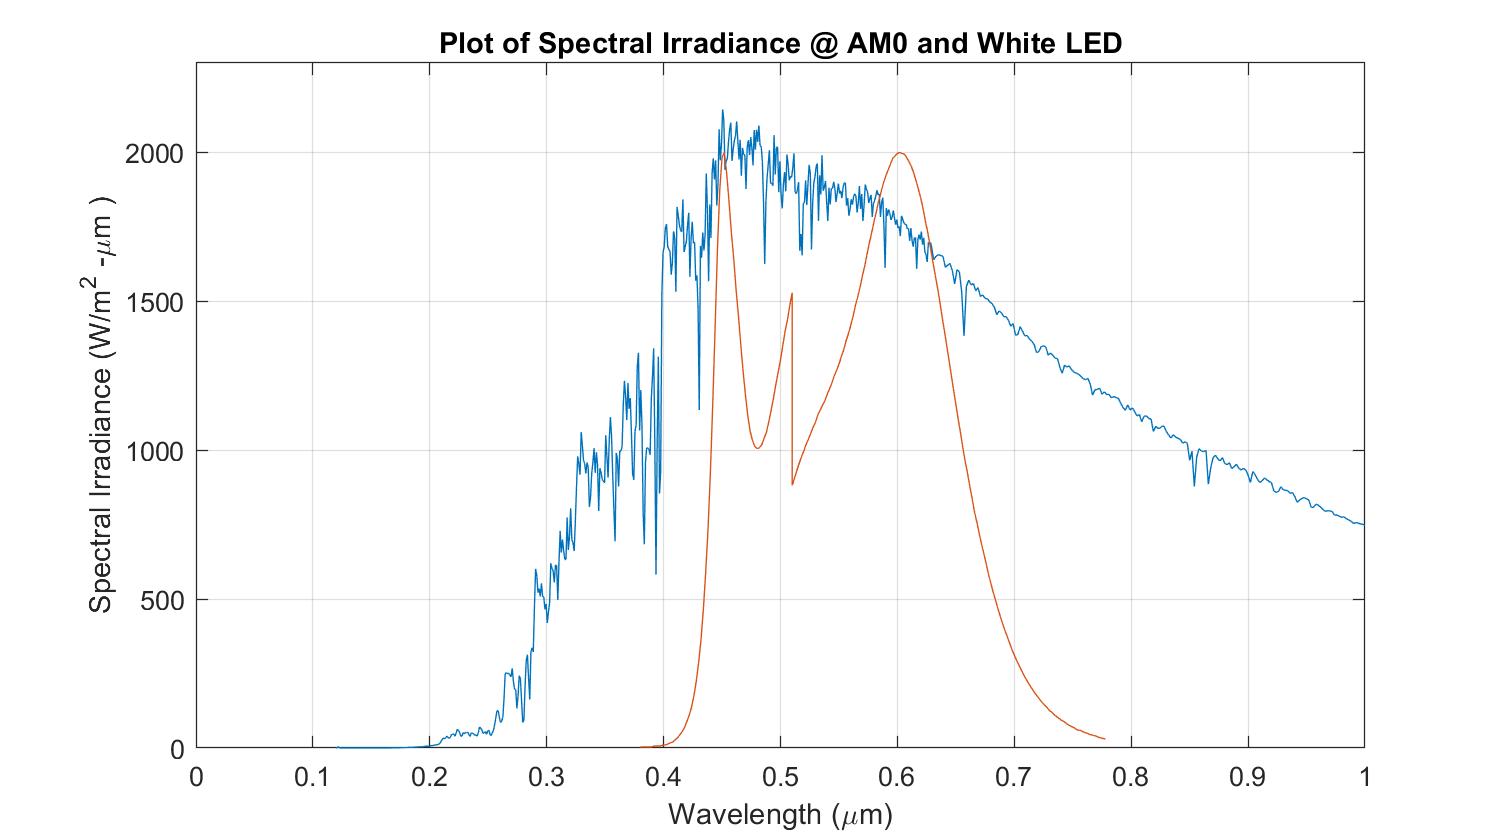 Plot of Spectral Irradiance @ AM0 and White LED
2000
1500
1000
500
0
Spectral Irradiance (W/m² -μm )
0 0.1 0.2 0.3 0.4 0.5 0.6 0.7 0.8 0.9 1
Wavelength (μm)